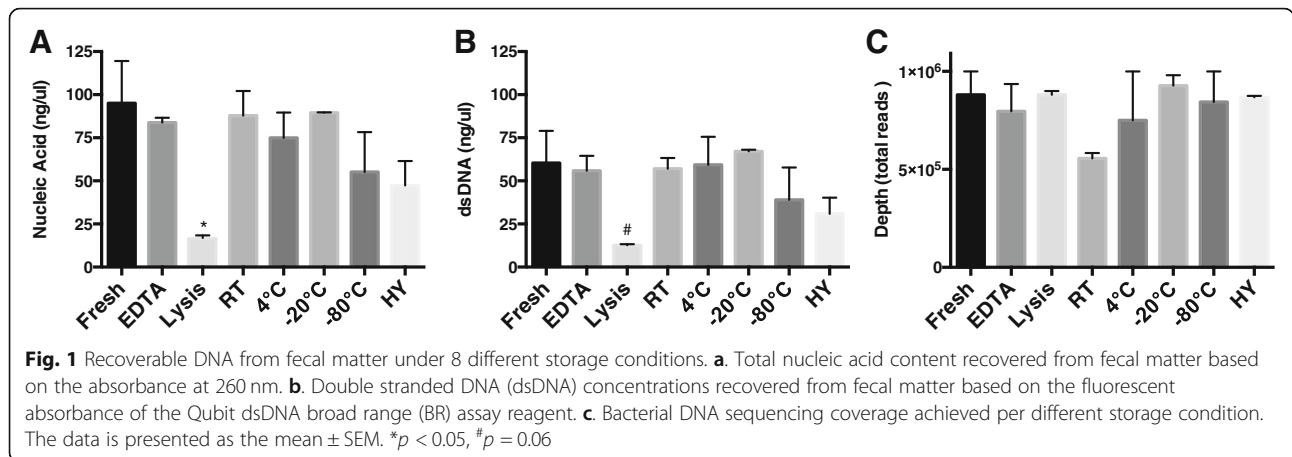 A
Nucleic Acid (ng/ul)
125
100
75
50
25
0
*
Fresh
EDTA
Lysis
RT
4°C
-20°C
-80°C
HY
B
dsDNA (ng/ul)
125
100
75
50
25
0
#
Fresh
EDTA
Lysis
RT
4°C
-20°C
-80°C
HY
C
Depth (total reads )
1×10⁶
5×10⁵
0
Fresh
EDTA
Lysis
RT
4°C
-20°C
-80°C
HY
Fig. 1 Recoverable DNA from fecal matter under 8 different storage conditions. a. Total nucleic acid content recovered from fecal matter based
on the absorbance at 260 nm. b. Double stranded DNA (dsDNA) concentrations recovered from fecal matter based on the fluorescent
absorbance of the Qubit dsDNA broad range (BR) assay reagent. c. Bacterial DNA sequencing coverage achieved per different storage condition.
The data is presented as the mean ± SEM. *p < 0.05, #p = 0.06